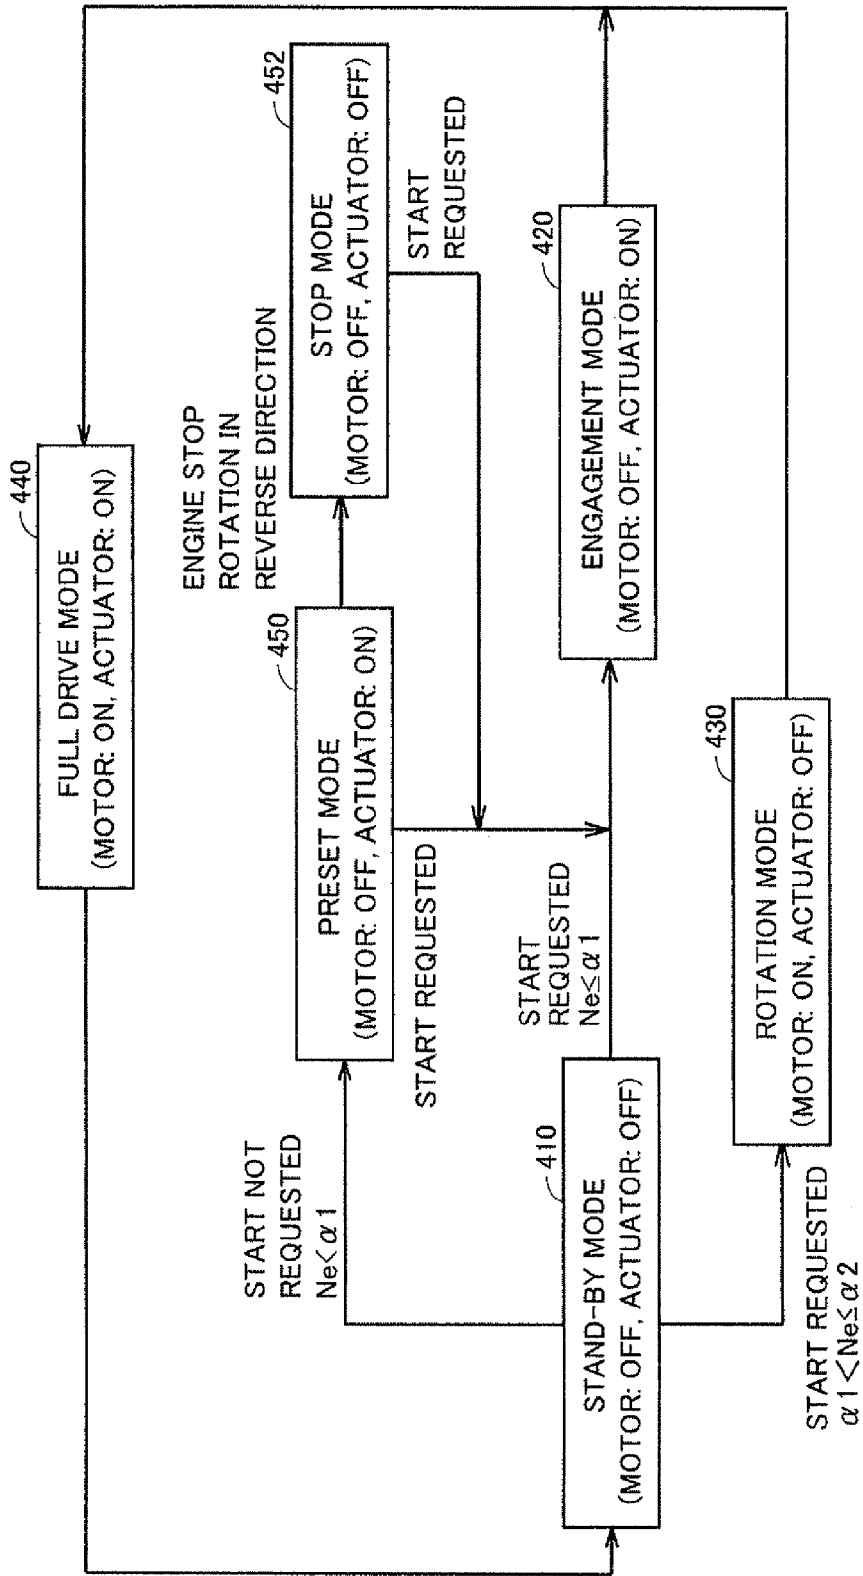 440
FULL DRIVE MODE
(MOTOR: ON, ACTUATOR: ON)
ENGINE STOP
ROTATION IN
REVERSE DIRECTION
START NOT
REQUESTED
Ne<α1
450
PRESET MODE
(MOTOR: OFF, ACTUATOR: ON)
452
STOP MODE
(MOTOR: OFF, ACTUATOR: OFF)
START REQUESTED
START
REQUESTED
START
REQUESTED
Ne≤α1
410
STAND-BY MODE
(MOTOR: OFF, ACTUATOR: OFF)
420
ENGAGEMENT MODE
(MOTOR: OFF, ACTUATOR: ON)
430
ROTATION MODE
(MOTOR: ON, ACTUATOR: OFF)
START REQUESTED
α1<Ne≤α2